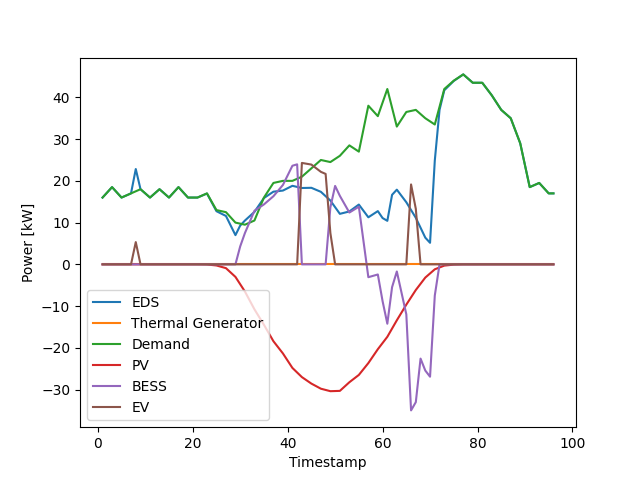 40
30
20
10
0
−10
−20
−30
Power [kW]
EDS
Thermal Generator
Demand
PV
BESS
EV
0 20 40 60 80 100
Timestamp